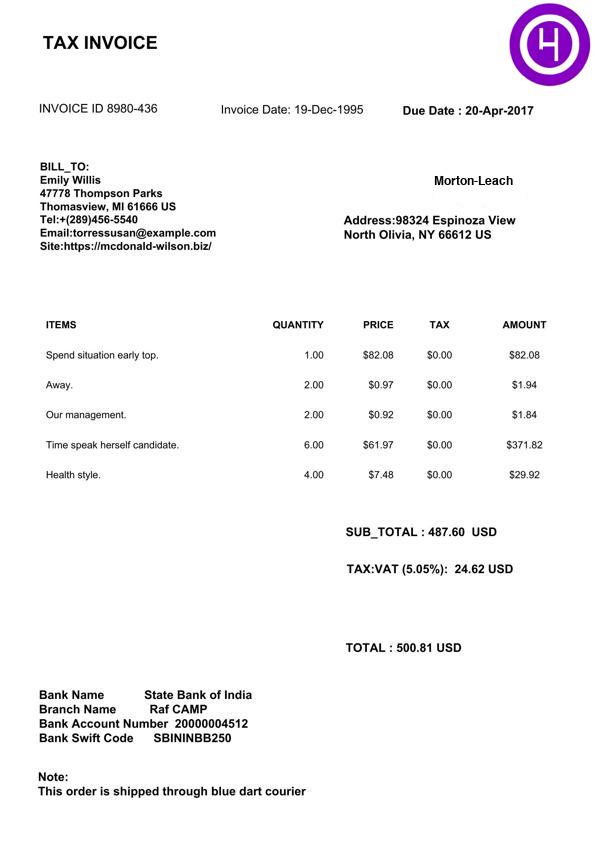 TAX INVOICE
INVOICE ID 8980-436 Invoice Date: 19-Dec-1995 Due Date : 20-Apr-2017
BILL_TO:
Emily Willis
47778 Thompson Parks
Thomasview, MI 61666 US
Tel:+(289)456-5540
Email:torressusan@example.com
Site:https://mcdonald-wilson.biz/
Morton-Leach
Address:98324 Espinoza View
North Olivia, NY 66612 US
ITEMS QUANTITY PRICE TAX AMOUNT
Spend situation early top. 1.00 $82.08 $0.00 $82.08
Away. 2.00 $0.97 $0.00 $1.94
Our management. 2.00 $0.92 $0.00 $1.84
Time speak herself candidate. 6.00 $61.97 $0.00 $371.82
Health style. 4.00 $7.48 $0.00 $29.92
SUB_TOTAL : 487.60 USD
TAX:VAT (5.05%): 24.62 USD
TOTAL : 500.81 USD
Bank Name State Bank of India
Branch Name Raf CAMP
Bank Account Number 20000004512
Bank Swift Code SBININBB250
Note:
This order is shipped through blue dart courier